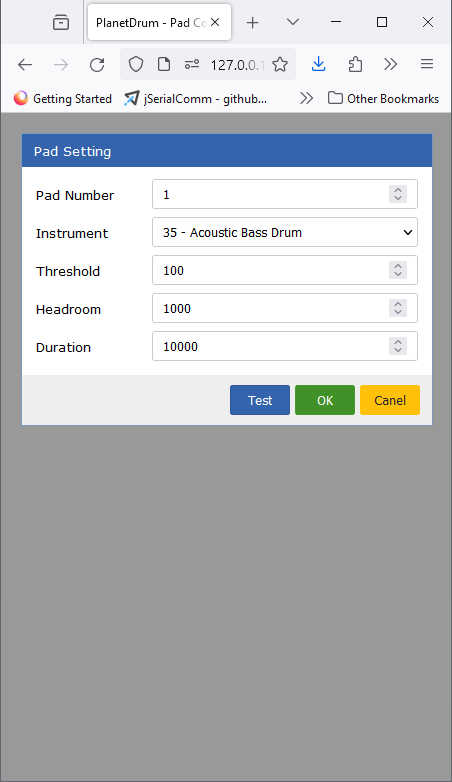 PlanetDrum - Pad Co
127.0.0.1
Getting Started
jSerialComm - github...
Other Bookmarks
Pad Setting
Pad Number 1
Instrument 35 - Acoustic Bass Drum
Threshold 100
Headroom 1000
Duration 10000
Test OK Canel